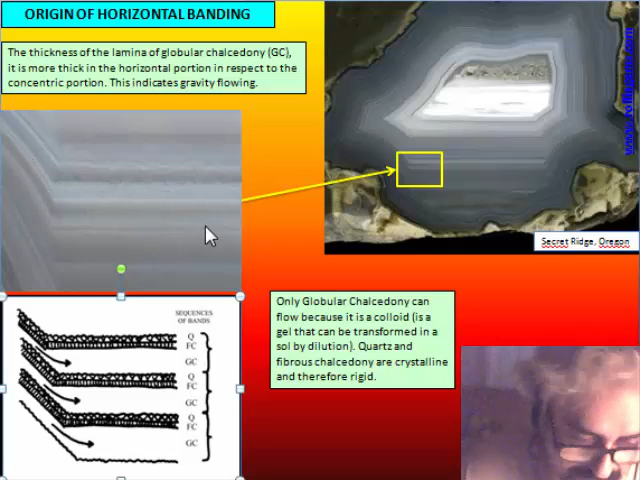 ORIGIN OF HORIZONTAL BANDING
The thickness of the lamina of globular chalcedony (GC),
it is more thick in the horizontal portion in respect to the
concentric portion. This indicates gravity flowing.
Secret Ridge, Oregon
Only Globular Chalcedony can
flow because it is a colloid (is a
gel that can be transformed in a
sol by dilution). Quartz and
fibrous chalcedony are crystalline
and therefore rigid.
SEQUENCES
OF BANDS
Q
FC
GC
Q
FC
GC
Q
FC
GC